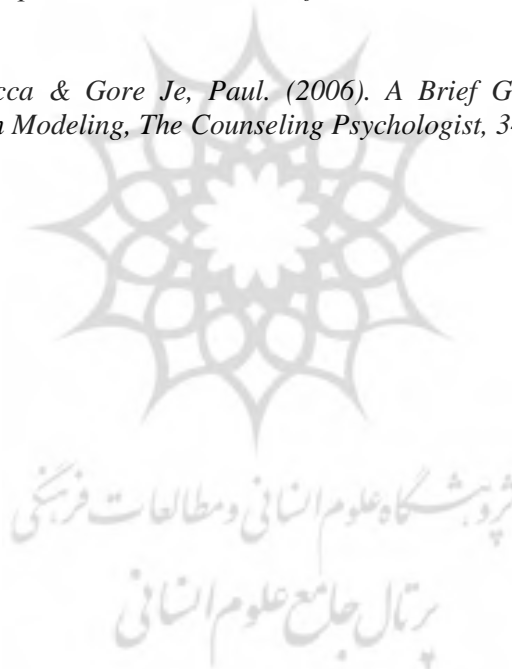 cca & Gore Je, Paul. (2006). A Brief G
Modeling, The Counseling Psychologist, 3
پژوهشگاه علوم انسانی و مطالعات فرهنگی
پرتال جامع علوم انسانی